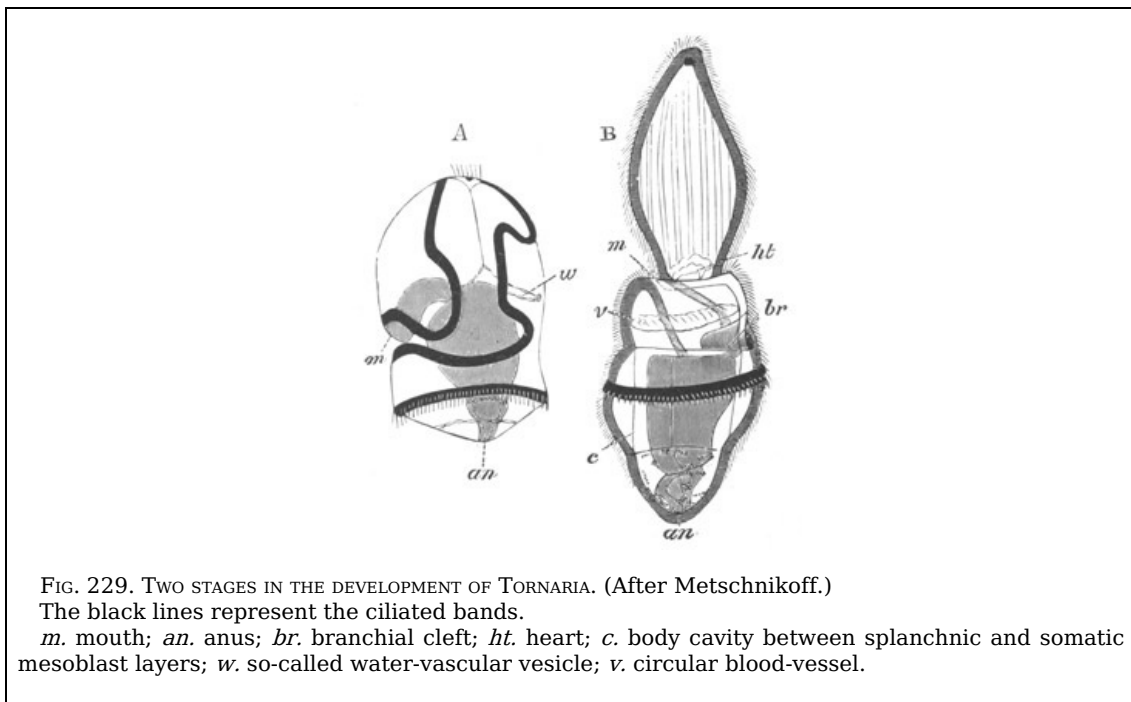 A
B
m
ht
w
v
br
m
c
an
an
FIG. 229. TWO STAGES IN THE DEVELOPMENT OF TORNARIA. (After Metschnikoff.)
The black lines represent the ciliated bands.
m. mouth; an. anus; br. branchial cleft; ht. heart; c. body cavity between splanchnic and somatic
mesoblast layers; w. so-called water-vascular vesicle; v. circular blood-vessel.